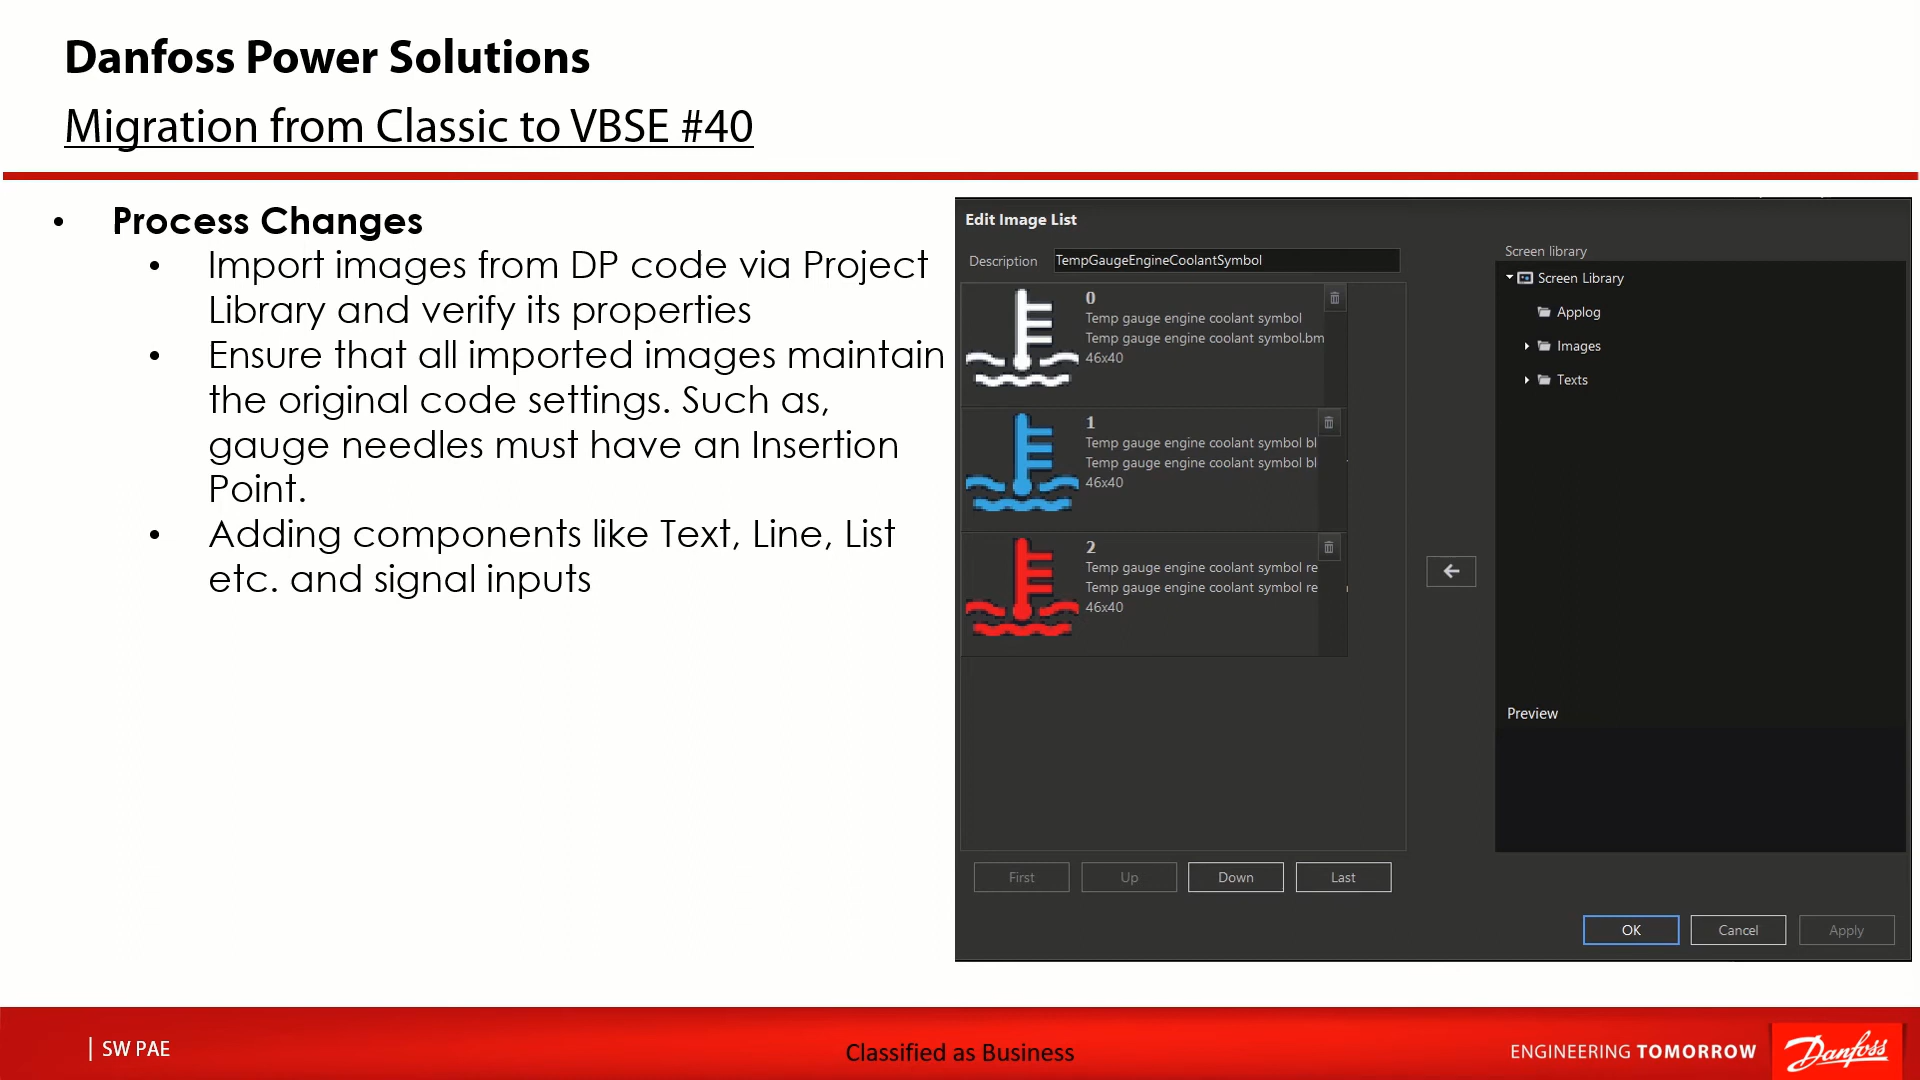 Danfoss Power Solutions
Migration from Classic to VBSE #40
• Process Changes
• Import images from DP code via Project
Library and verify its properties
• Ensure that all imported images maintain
the original code settings. Such as,
gauge needles must have an Insertion
Point.
• Adding components like Text, Line, List
etc. and signal inputs
Edit Image List
Description TempGaugeEngineCoolantSymbol
0
Temp gauge engine coolant symbol
Temp gauge engine coolant symbol.bm
46x40
1
Temp gauge engine coolant symbol bl
Temp gauge engine coolant symbol bl
46x40
2
Temp gauge engine coolant symbol re
Temp gauge engine coolant symbol re
46x40
First Up Down Last
Screen library
Screen Library
Applog
Images
Texts
Preview
OK Cancel Apply
| SW PAE
Classified as Business
ENGINEERING TOMORROW
Danfoss